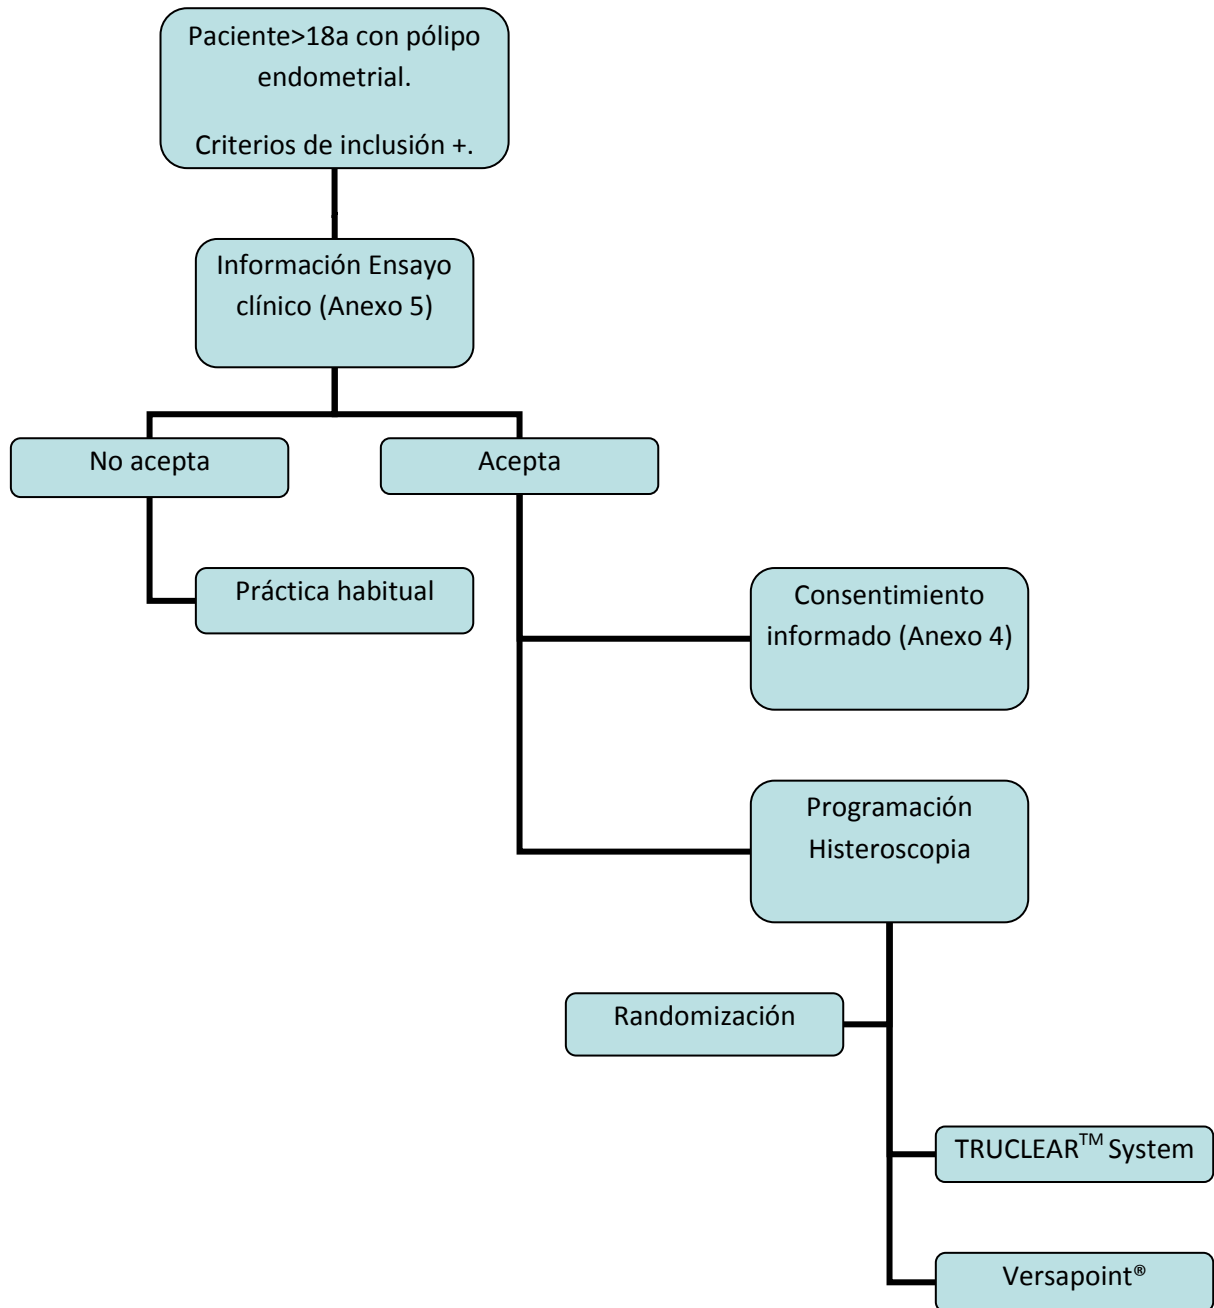 Paciente>18a con pólipo
endometrial.
Criterios de inclusión +.
Información Ensayo
clínico (Anexo 5)
No acepta
Acepta
Práctica habitual
Consentimiento
informado (Anexo 4)
Programación
Histeroscopia
Randomización
TRUCLEAR™ System
Versapoint®